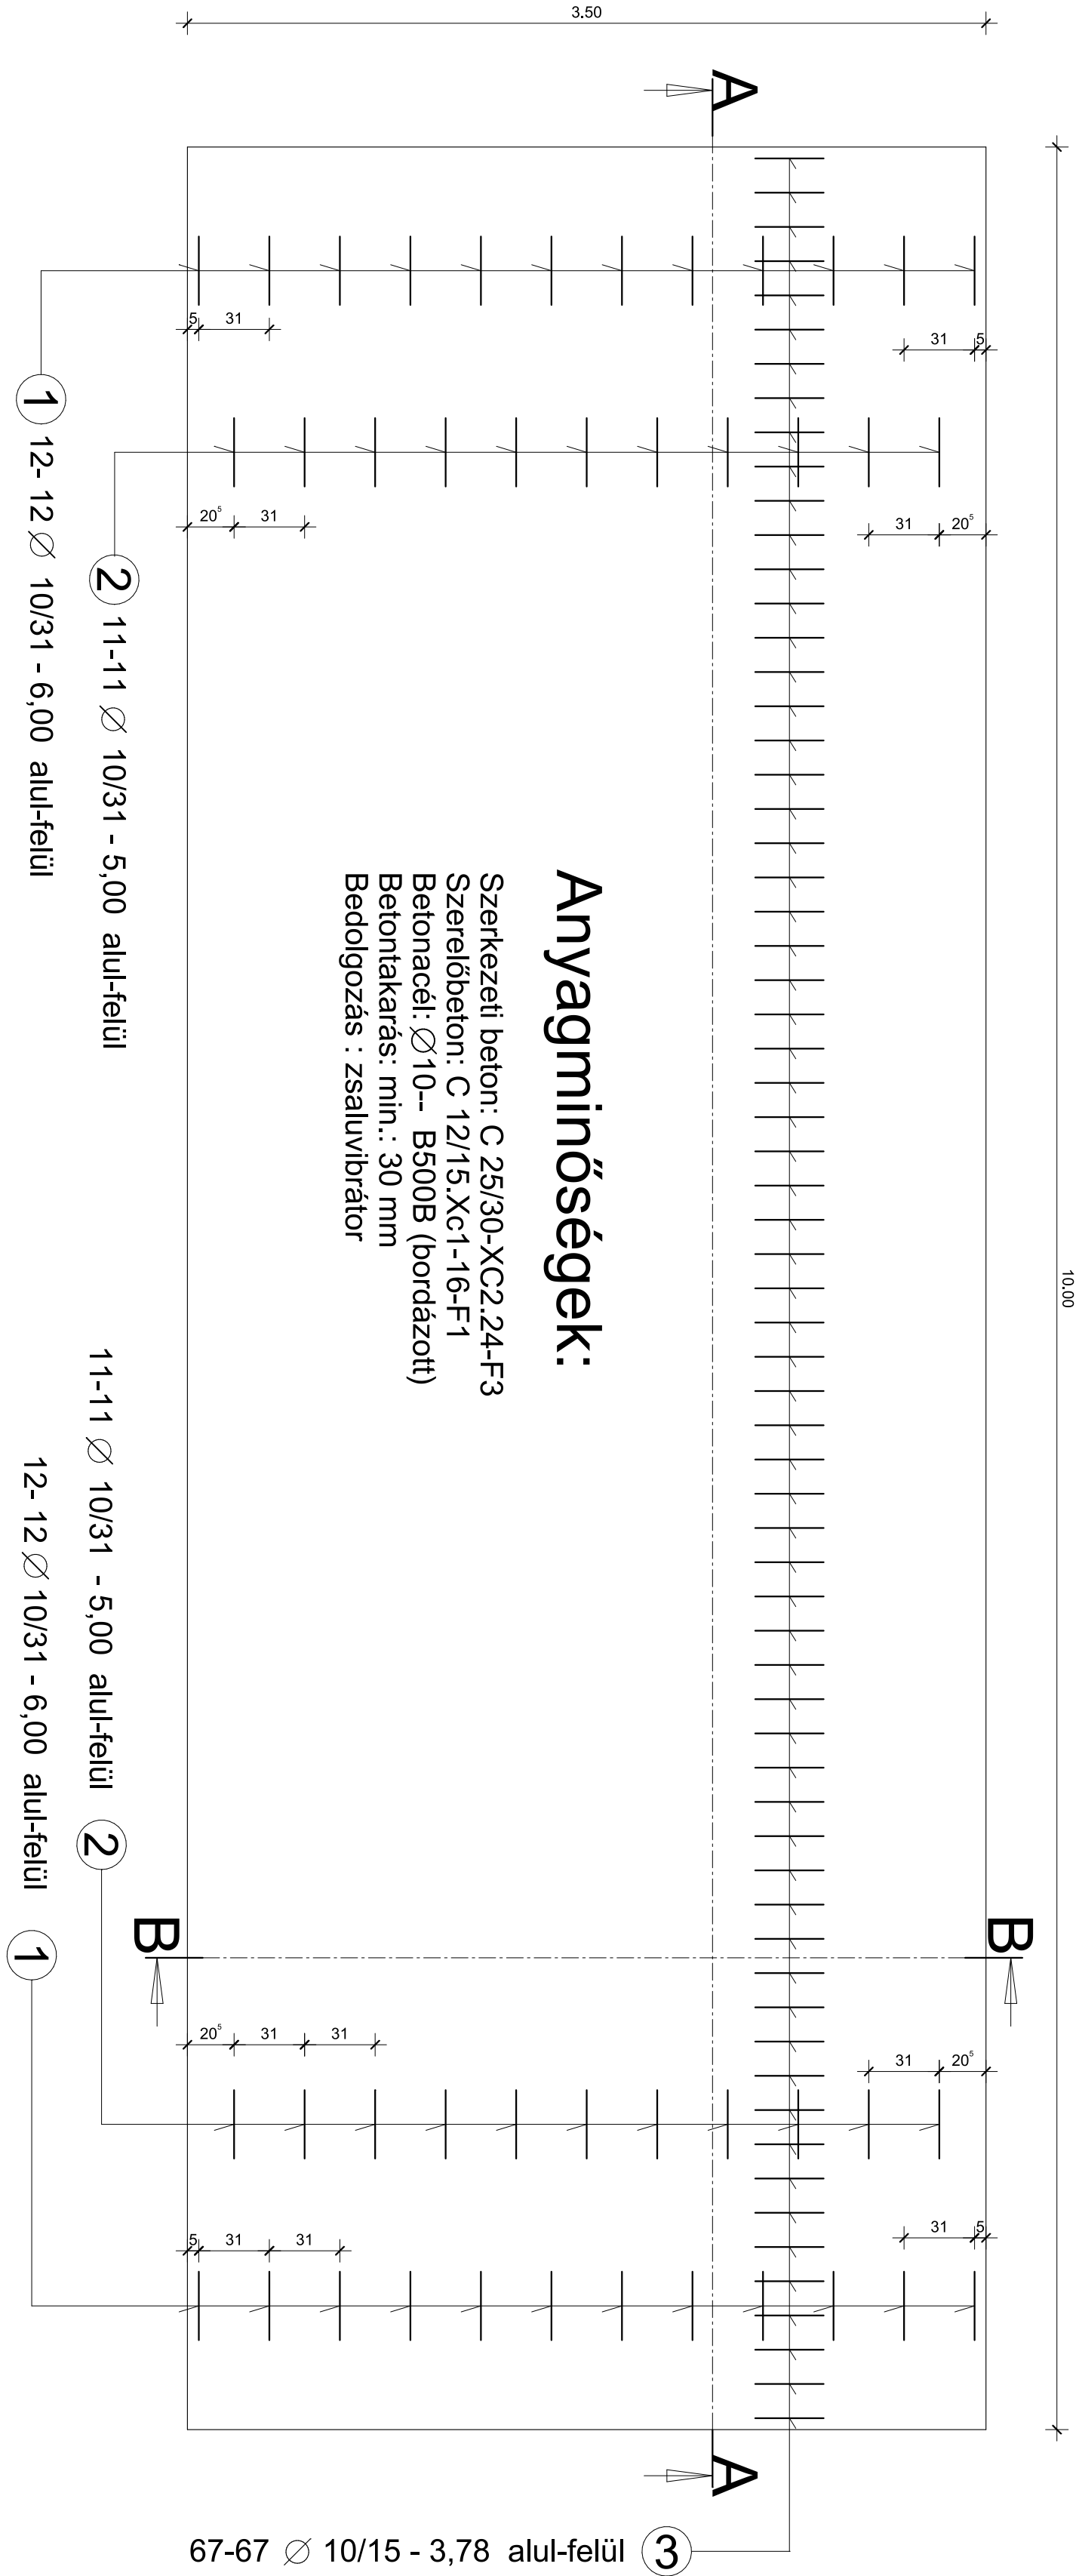 3.50
10.00
A
5
31
31
5
1 12- 12 Ø 10/31 - 6,00 alul-felül
20⁵
31
31
20⁵
2 11-11 Ø 10/31 - 5,00 alul-felül
Anyagminőségek:
Szerkezeti beton: C 25/30-XC2.24-F3
Szerelőbeton: C 12/15.Xc1-16-F1
Betonacél: Ø10-- B500B (bordázott)
Betontakarás: min.: 30 mm
Bedolgozás : zsaluvibrátor
11-11 Ø 10/31 - 5,00 alul-felül 2
12- 12 Ø 10/31 - 6,00 alul-felül 1
B
B
20⁵
31
31
31
20⁵
5
31
31
31
5
A
67-67 Ø 10/15 - 3,78 alul-felül 3